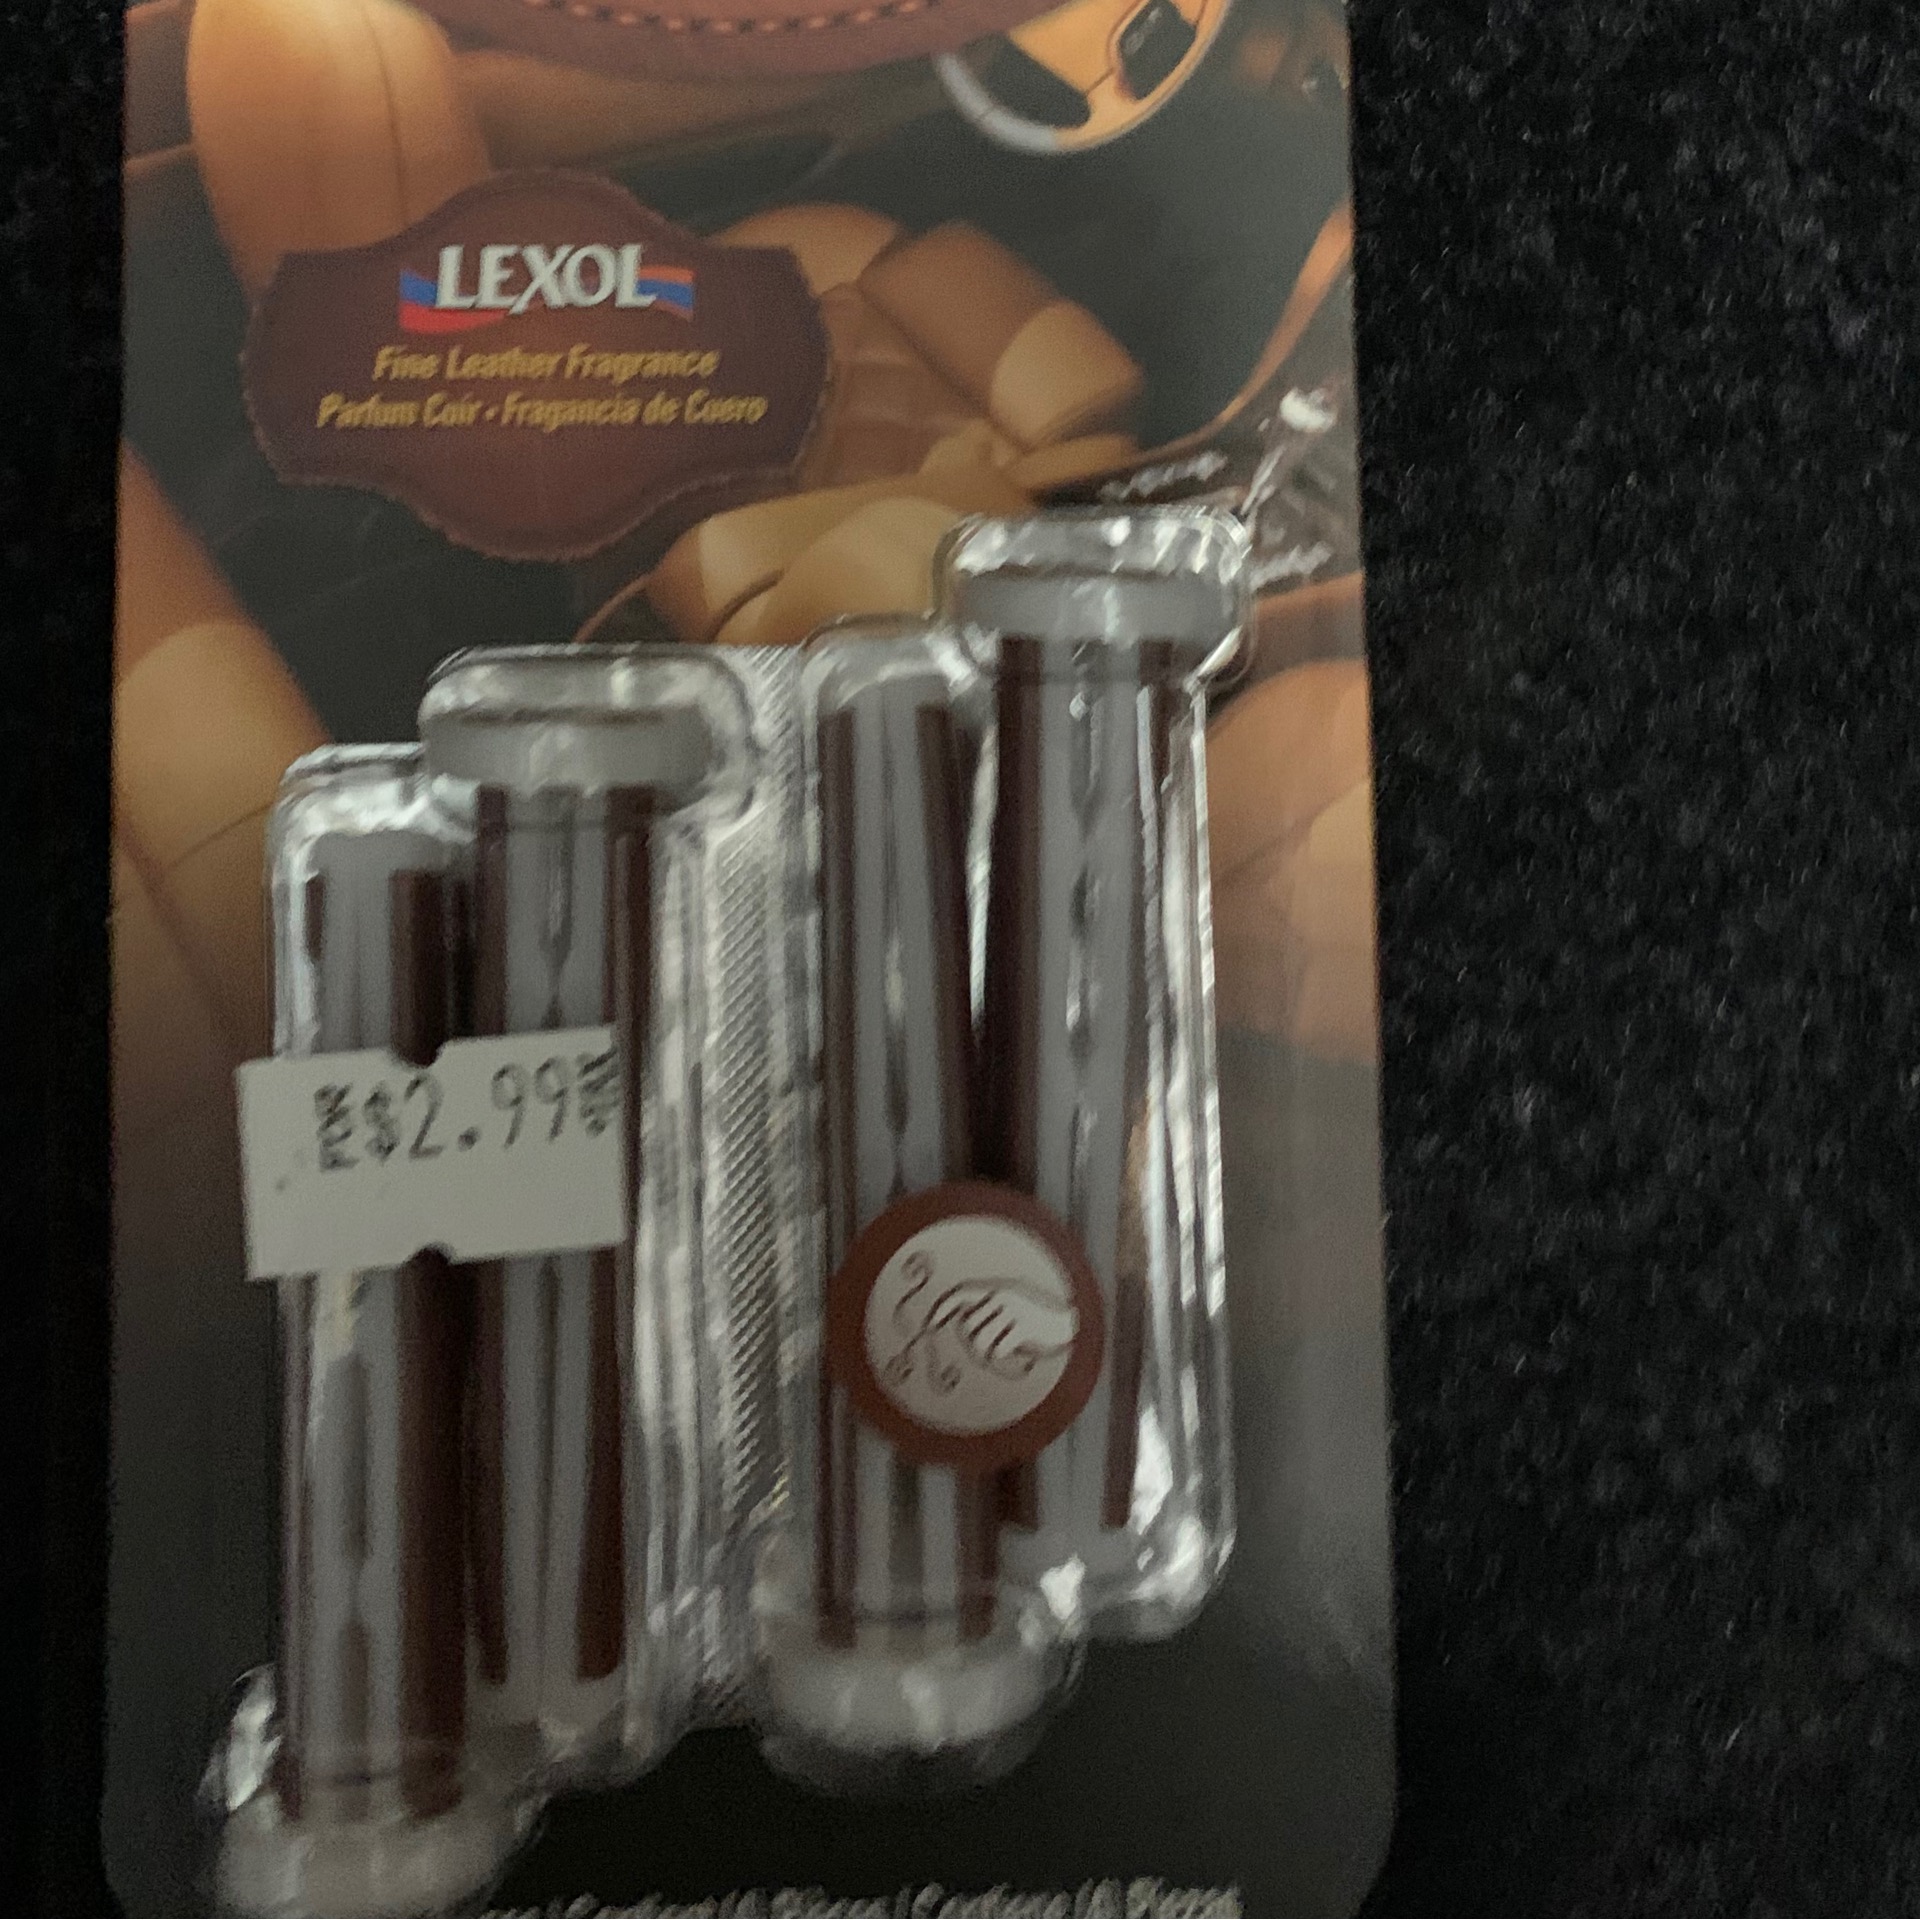 LEXOL
Fine Leather Fragrance
Parfum Cuir • Fragancia de Cuero
$2.99